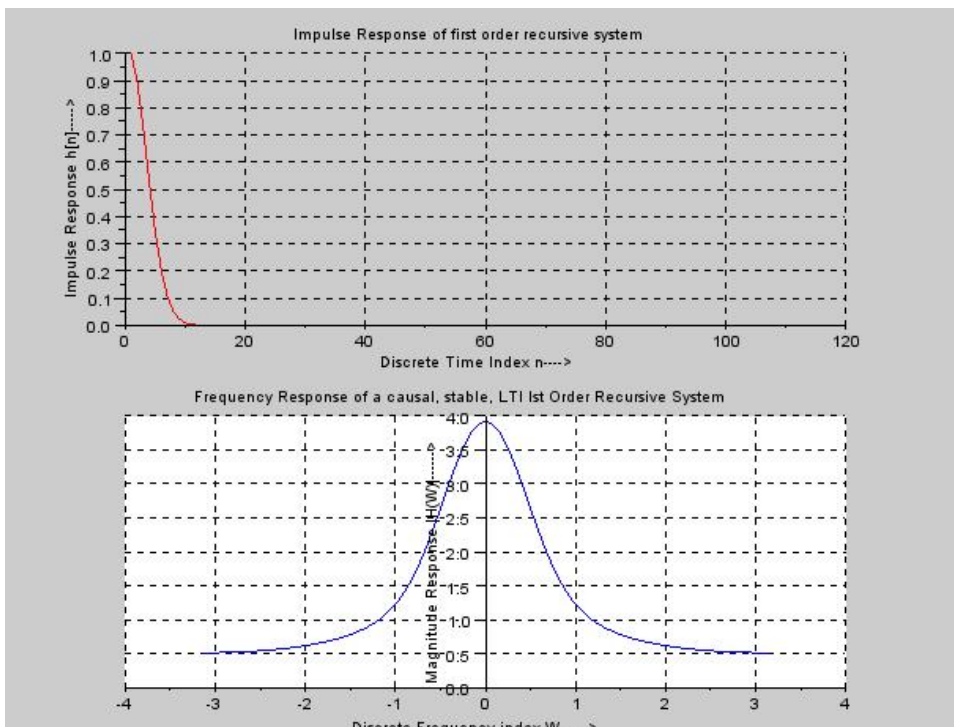 Impulse Response of first order recursive system
Impulse Response h[n]----->
1.0
0.9
0.8
0.7
0.6
0.5
0.4
0.3
0.2
0.1
0.0
0 20 40 60 80 100 120
Discrete Time Index n---->
Frequency Response of a causal, stable, LTI Ist Order Recursive System
Magnitude Response |H(W)|----->
4.0
3.5
3.0
2.5
2.0
1.5
1.0
0.5
0.0
-4 -3 -2 -1 0 1 2 3 4
Discrete Frequency index W---->